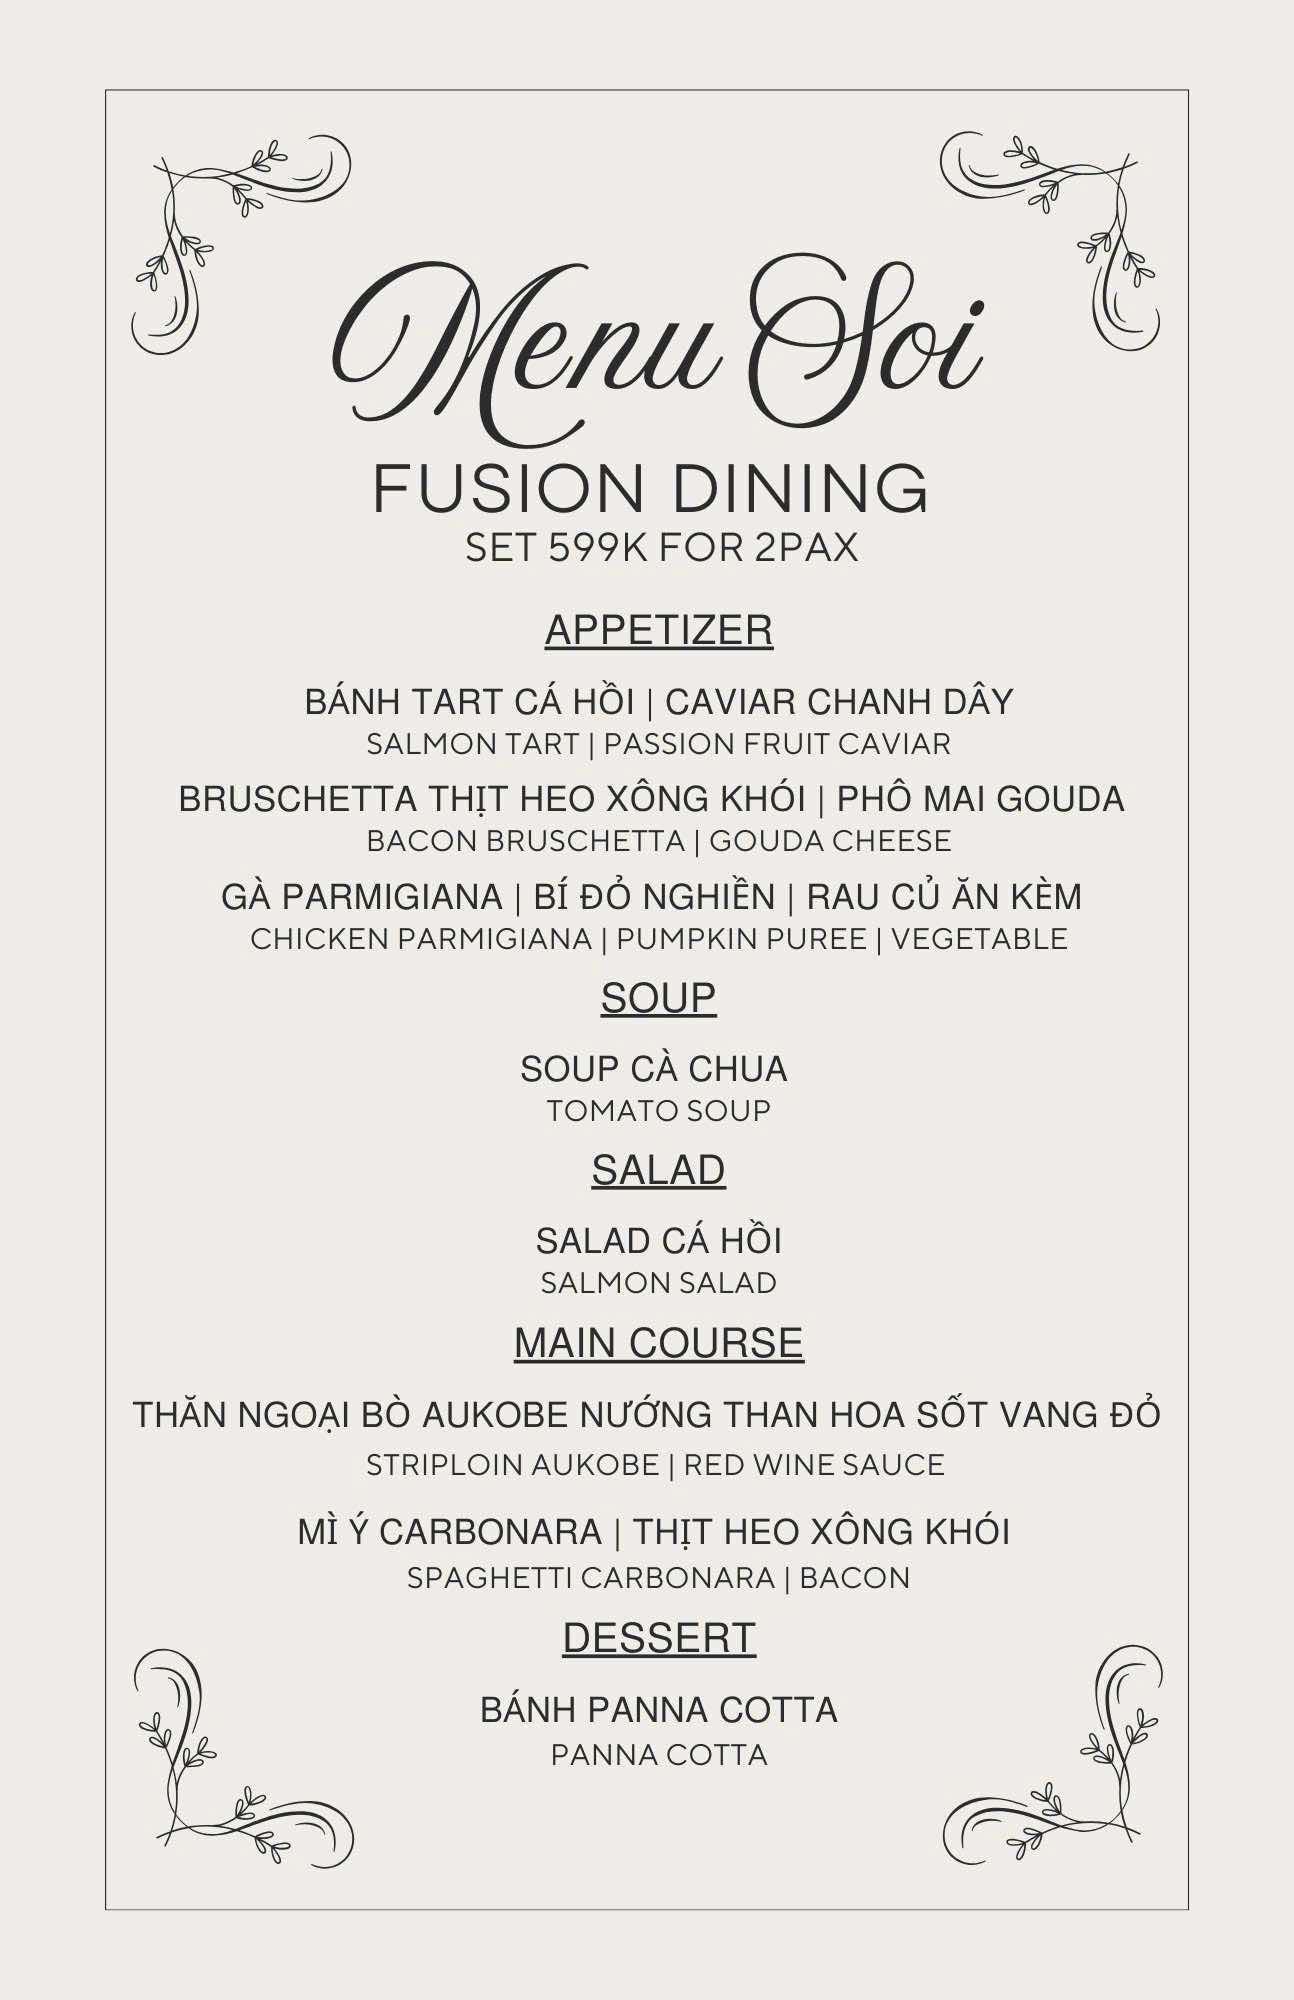 Menu Soi
FUSION DINING
SET 599K FOR 2PAX
APPETIZER
BÁNH TART CÁ HỒI | CAVIAR CHANH DÂY
SALMON TART | PASSION FRUIT CAVIAR
BRUSCHETTA THỊT HEO XÔNG KHÓI | PHÔ MAI GOUDA
BACON BRUSCHETTA | GOUDA CHEESE
GÀ PARMIGIANA | BÍ ĐỎ NGHIỀN | RAU CỦ ĂN KÈM
CHICKEN PARMIGIANA | PUMPKIN PUREE | VEGETABLE
SOUP
SOUP CÀ CHUA
TOMATO SOUP
SALAD
SALAD CÁ HỒI
SALMON SALAD
MAIN COURSE
THĂN NGOẠI BÒ AUKOBE NƯỚNG THAN HOA SỐT VANG ĐỎ
STRIPLOIN AUKOBE | RED WINE SAUCE
MÌ Ý CARBONARA | THỊT HEO XÔNG KHÓI
SPAGHETTI CARBONARA | BACON
DESSERT
BÁNH PANNA COTTA
PANNA COTTA